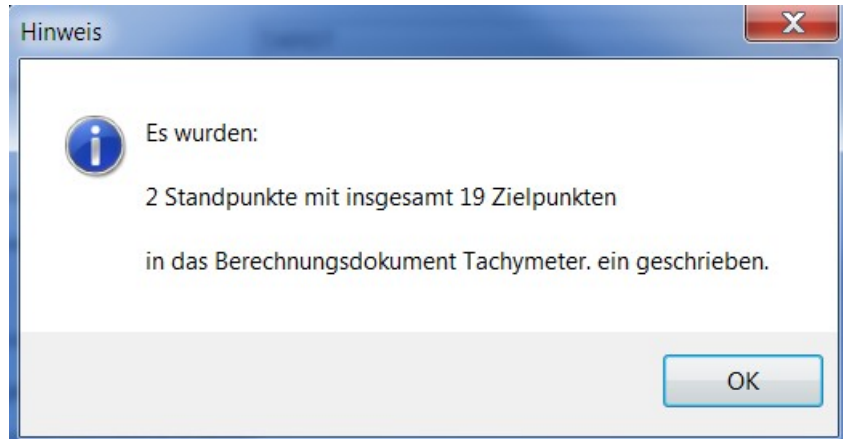 Hinweis
Es wurden:
2 Standpunkte mit insgesamt 19 Zielpunkten
in das Berechnungsdokument Tachymeter. ein geschrieben.
OK